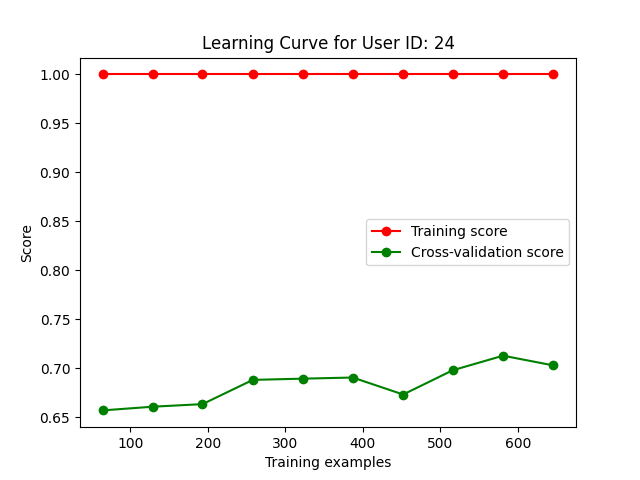 Learning Curve for User ID: 24
1.00
0.95
0.90
0.85
0.80
0.75
0.70
0.65
Score
Training score
Cross-validation score
100 200 300 400 500 600
Training examples